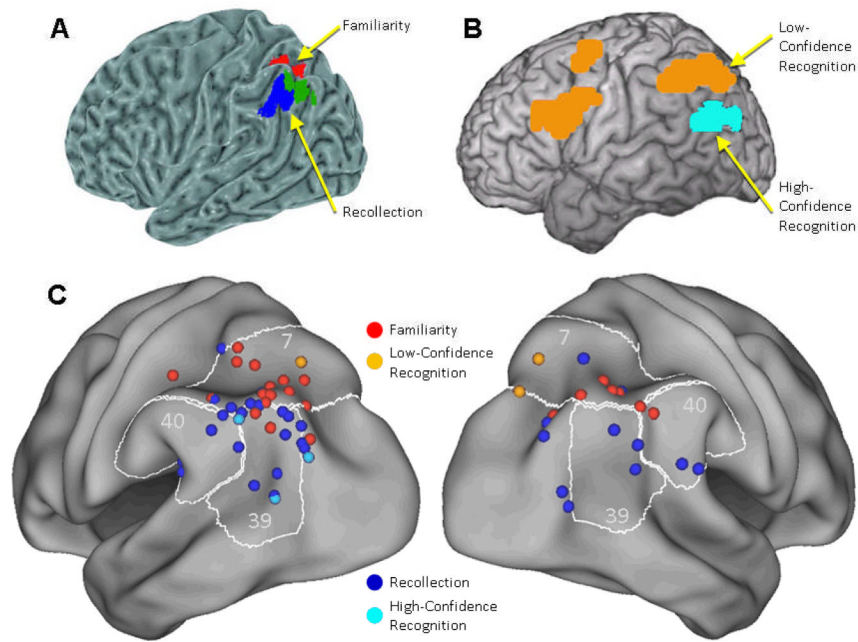 A
Familiarity
Recollection
B
Low-
Confidence
Recognition
High-
Confidence
Recognition
C
7
40
39
Familiarity
Low-Confidence
Recognition
7
40
39
Recollection
High-Confidence
Recognition